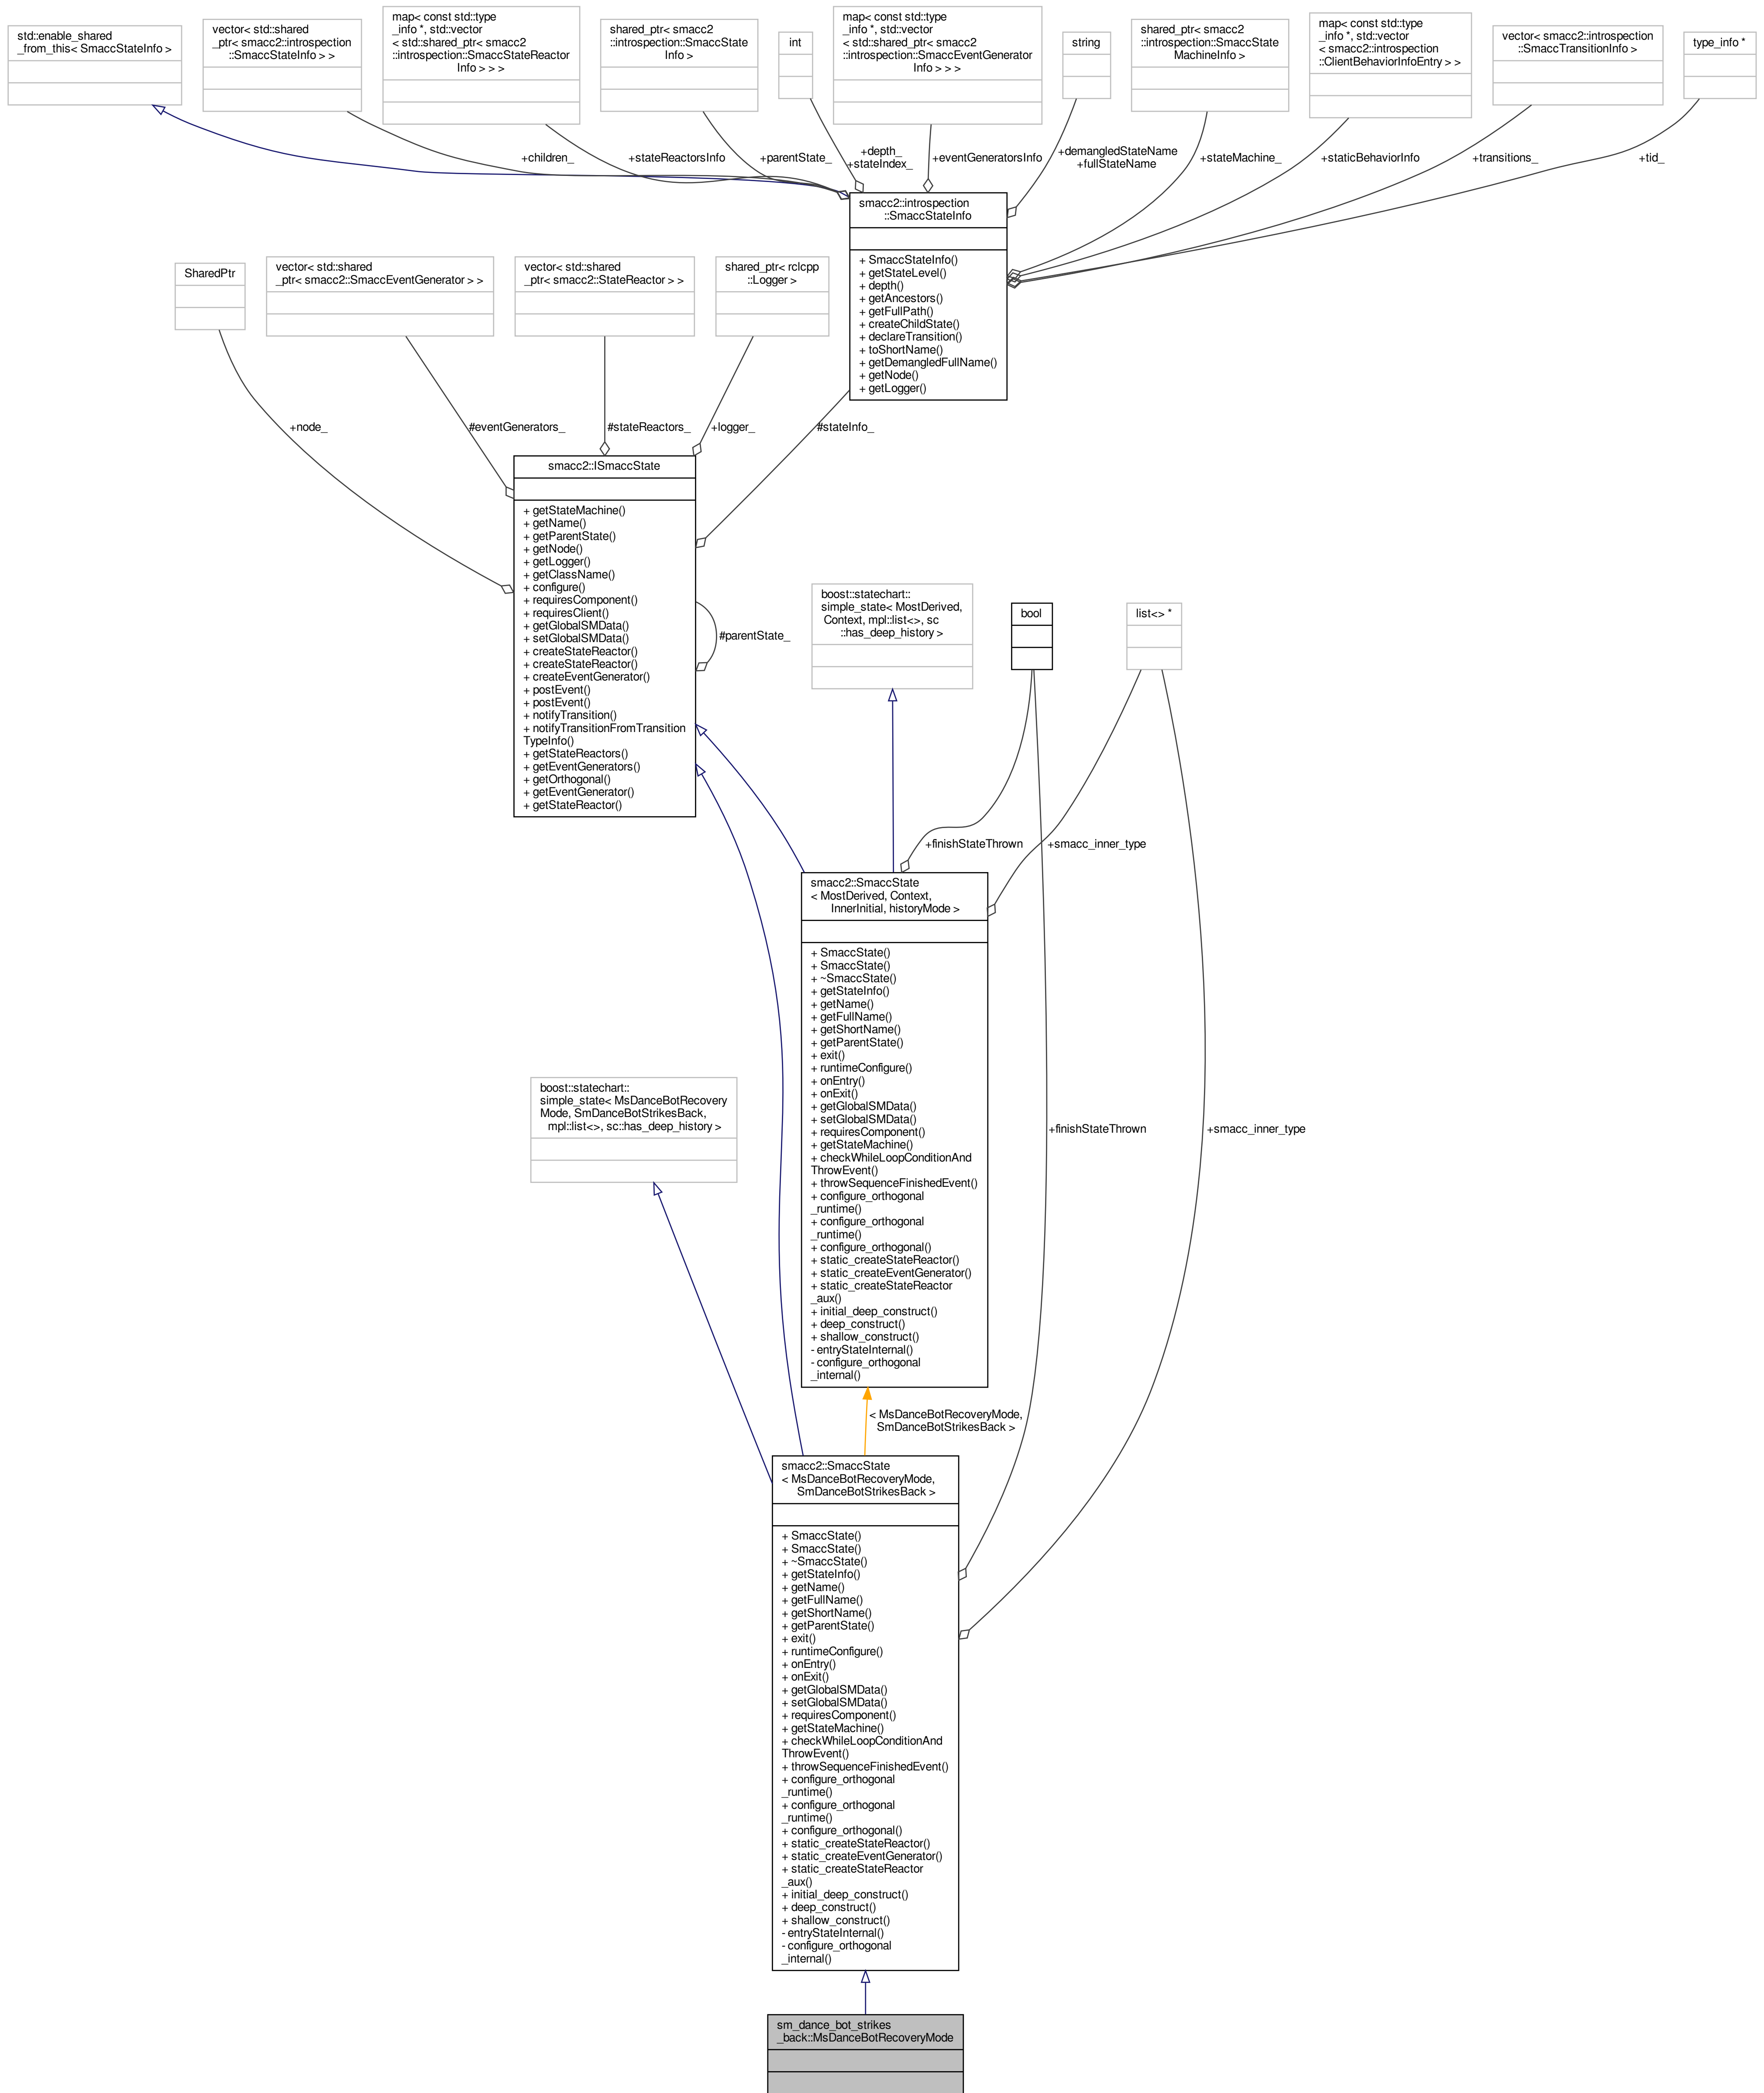 std::enable_shared
_from_this< SmaccStateInfo >
vector< std::shared
_ptr< smacc2::introspection
::SmaccStateInfo > >
map< const std::type
_info *, std::vector
< std::shared_ptr< smacc2
::introspection::SmaccStateReactor
Info > > >
shared_ptr< smacc2
::introspection::SmaccState
Info >
int
map< const std::type
_info *, std::vector
< std::shared_ptr< smacc2
::introspection::SmaccEventGenerator
Info > > >
string
shared_ptr< smacc2
::introspection::SmaccState
MachineInfo >
map< const std::type
_info *, std::vector
< smacc2::introspection
::ClientBehaviorInfoEntry > >
vector< smacc2::introspection
::SmaccTransitionInfo >
type_info *
+children_
+stateReactorsInfo
+parentState_
+depth_
+stateIndex_
+eventGeneratorsInfo
+demangledStateName
+fullStateName
+stateMachine_
+staticBehaviorInfo
+transitions_
+tid_
smacc2::introspection
::SmaccStateInfo
+ SmaccStateInfo()
+ getStateLevel()
+ depth()
+ getAncestors()
+ getFullPath()
+ createChildState()
+ declareTransition()
+ toShortName()
+ getDemangledFullName()
+ getNode()
+ getLogger()
SharedPtr
vector< std::shared
_ptr< smacc2::SmaccEventGenerator > >
vector< std::shared
_ptr< smacc2::StateReactor > >
shared_ptr< rclcpp
::Logger >
+node_
#eventGenerators_
#stateReactors_
+logger_
#stateInfo_
smacc2::ISmaccState
+ getStateMachine()
+ getName()
+ getParentState()
+ getNode()
+ getLogger()
+ getClassName()
+ configure()
+ requiresComponent()
+ requiresClient()
+ getGlobalSMData()
+ setGlobalSMData()
+ createStateReactor()
+ createStateReactor()
+ createEventGenerator()
+ postEvent()
+ postEvent()
+ notifyTransition()
+ notifyTransitionFromTransition
TypeInfo()
+ getStateReactors()
+ getEventGenerators()
+ getOrthogonal()
+ getEventGenerator()
+ getStateReactor()
#parentState_
boost::statechart::
simple_state< MostDerived,
Context, mpl::list<>, sc
::has_deep_history >
bool
list<> *
+finishStateThrown
+smacc_inner_type
smacc2::SmaccState
< MostDerived, Context,
InnerInitial, historyMode >
+ SmaccState()
+ SmaccState()
+ ~SmaccState()
+ getStateInfo()
+ getName()
+ getFullName()
+ getShortName()
+ getParentState()
+ exit()
+ runtimeConfigure()
+ onEntry()
+ onExit()
+ getGlobalSMData()
+ setGlobalSMData()
+ requiresComponent()
+ getStateMachine()
+ checkWhileLoopConditionAnd
ThrowEvent()
+ throwSequenceFinishedEvent()
+ configure_orthogonal
_runtime()
+ configure_orthogonal
_runtime()
+ configure_orthogonal()
+ static_createStateReactor()
+ static_createEventGenerator()
+ static_createStateReactor
_aux()
+ initial_deep_construct()
+ deep_construct()
+ shallow_construct()
- entryStateInternal()
- configure_orthogonal
_internal()
boost::statechart::
simple_state< MsDanceBotRecovery
Mode, SmDanceBotStrikesBack,
mpl::list<>, sc::has_deep_history >
+finishStateThrown
+smacc_inner_type
< MsDanceBotRecoveryMode,
SmDanceBotStrikesBack >
smacc2::SmaccState
< MsDanceBotRecoveryMode,
SmDanceBotStrikesBack >
+ SmaccState()
+ SmaccState()
+ ~SmaccState()
+ getStateInfo()
+ getName()
+ getFullName()
+ getShortName()
+ getParentState()
+ exit()
+ runtimeConfigure()
+ onEntry()
+ onExit()
+ getGlobalSMData()
+ setGlobalSMData()
+ requiresComponent()
+ getStateMachine()
+ checkWhileLoopConditionAnd
ThrowEvent()
+ throwSequenceFinishedEvent()
+ configure_orthogonal
_runtime()
+ configure_orthogonal
_runtime()
+ configure_orthogonal()
+ static_createStateReactor()
+ static_createEventGenerator()
+ static_createStateReactor
_aux()
+ initial_deep_construct()
+ deep_construct()
+ shallow_construct()
- entryStateInternal()
- configure_orthogonal
_internal()
sm_dance_bot_strikes
_back::MsDanceBotRecoveryMode